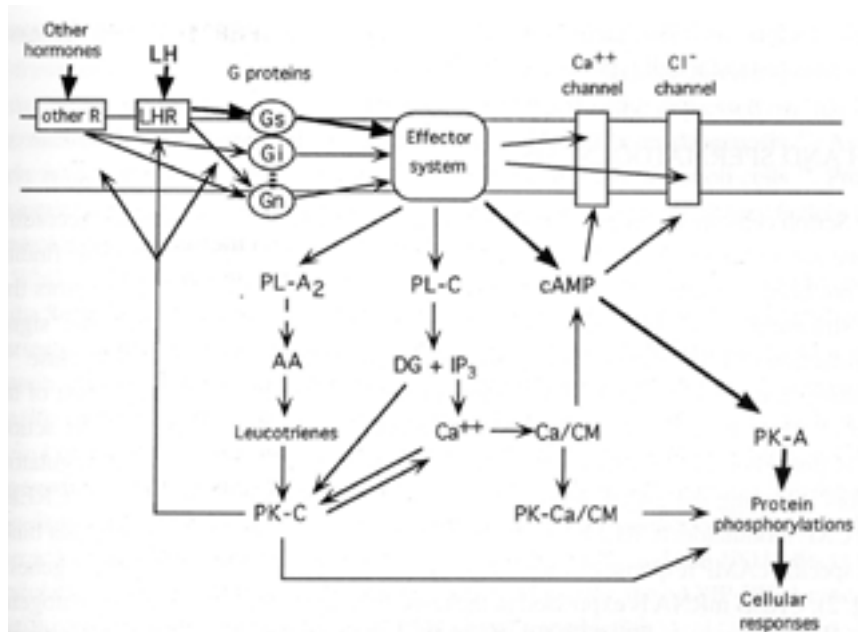 Other
hormones
LH
G proteins
Ca++
channel
Cl-
channel
other R
LHR
Gs
Gi
Gn
Effector
system
PL-A2
PL-C
cAMP
AA
DG + IP3
Leucotrienes
Ca++
Ca/CM
PK-A
PK-C
PK-Ca/CM
Protein
phosphorylations
Cellular
responses